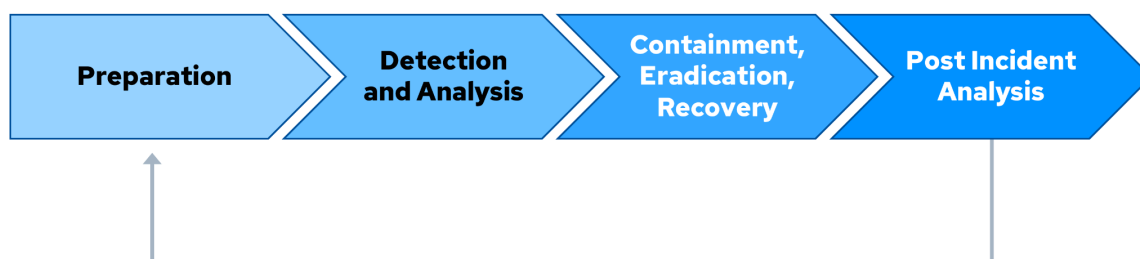 Preparation
Detection
and Analysis
Containment,
Eradication,
Recovery
Post Incident
Analysis